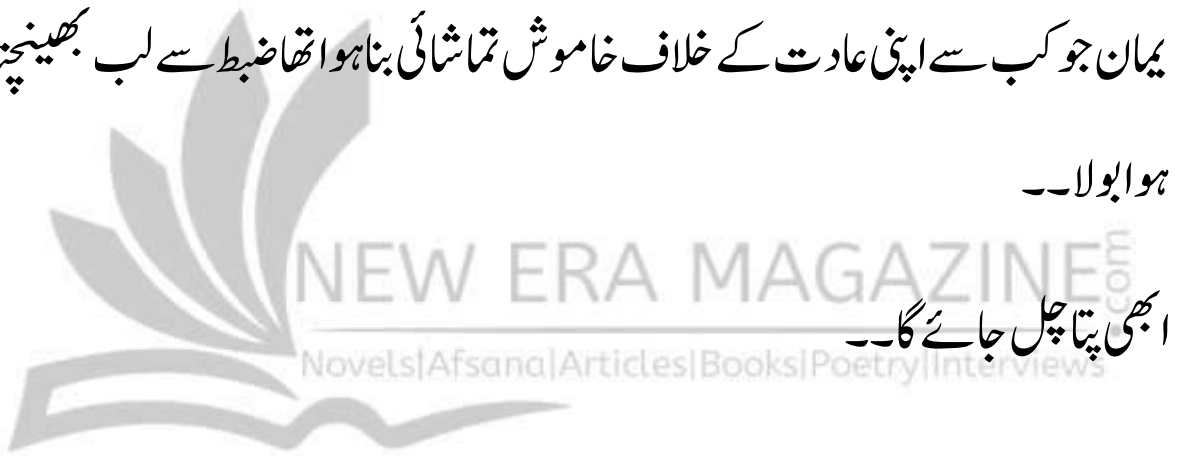 یمان جو کب سے اپنی عادت کے خلاف خاموش تماشائی بنا ہوا تھا ضبط سے لب
ہوا بولا۔۔
NEW ERA MAGAZINE.com
ابھی پتا چل جائے گا۔۔
Novels|Afsana|Articles|Books|Poetry|Interviews